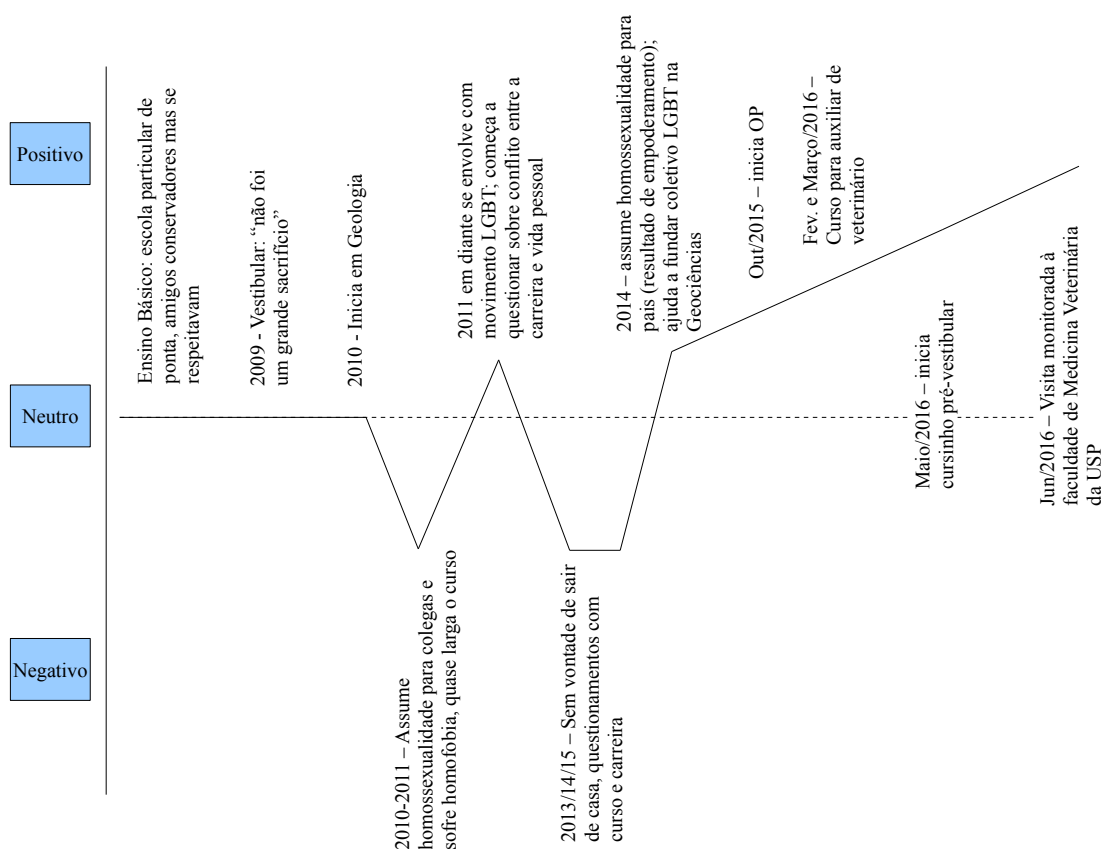 Positivo
Neutro
Negativo
Ensino Básico: escola particular de
ponta, amigos conservadores mas se
respeitavam
2009 - Vestibular: “não foi
um grande sacrifício”
2010 - Inicia em Geologia
2010-2011 – Assume
homossexualidade para colegas e
sofre homofobia, quase larga o curso
2011 em diante se envolve com
movimento LGBT; começa a
questionar sobre conflito entre a
carreira e vida pessoal
2013/14/15 – Sem vontade de sair
de casa, questionamentos com
curso e carreira
2014 – assume homossexualidade para
pais (resultado de empoderamento);
ajuda a fundar coletivo LGBT na
Geociências
Out/2015 – inicia OP
Fev. e Março/2016 –
Curso para auxiliar de
veterinário
Maio/2016 – inicia
cursinho pré-vestibular
Jun/2016 – Visita monitorada à
faculdade de Medicina Veterinária
da USP